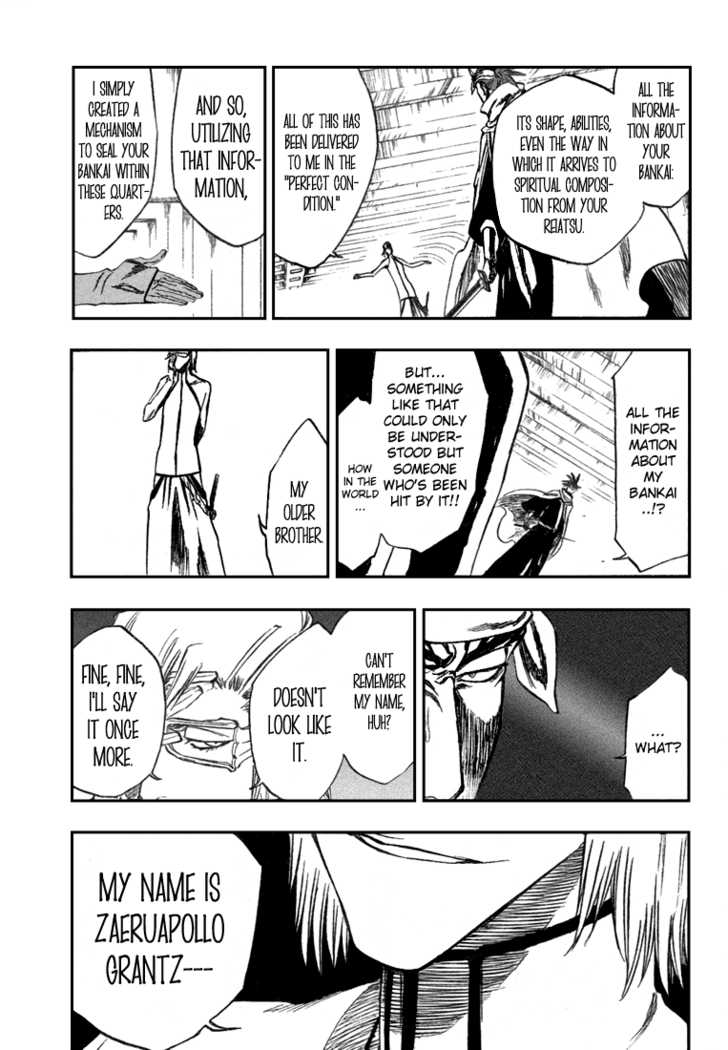 ALL THE
INFORMA-
TION ABOUT
YOUR
BANKAI:
ITS SHAPE, ABILITIES,
EVEN THE WAY IN
WHICH IT ARRIVES TO
SPIRITUAL COMPOSI-
TION FROM YOUR
REIATSU.
ALL OF THIS HAS
BEEN DELIVERED
TO ME IN THE
"PERFECT CON-
DITION."
AND SO,
UTILIZING
THAT INFOR-
MATION,
I SIMPLY
CREATED A
MECHANISM
TO SEAL YOUR
BANKAI WITHIN
THESE QUART-
ERS.
ALL THE
INFOR-
MATION
ABOUT
MY
BANKAI
..!?
BUT...
SOMETHING
LIKE THAT
COULD ONLY
BE UNDER-
STOOD BUT
SOMEONE
WHO'S BEEN
HIT BY IT!!
HOW
IN THE
WORLD
...
MY
OLDER
BROTHER.
...
WHAT?
CAN'T
REMEMBER
MY NAME,
HUH?
DOESN'T
LOOK LIKE
IT.
FINE, FINE,
I'LL SAY
IT ONCE
MORE.
MY NAME IS
ZAERUAPOLLO
GRANTZ---